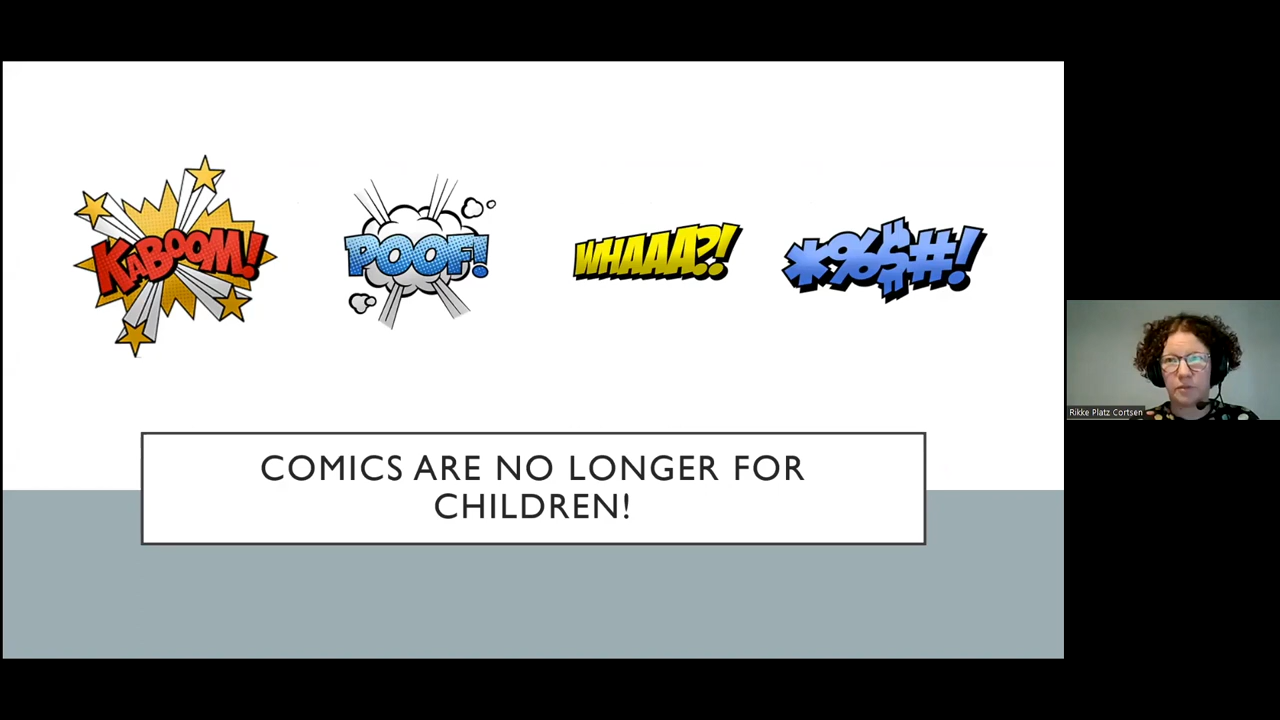 KABOOM!
POOF!
WHAAA?!
*%$#!
COMICS ARE NO LONGER FOR
CHILDREN!
Rikke Platz Cortsen